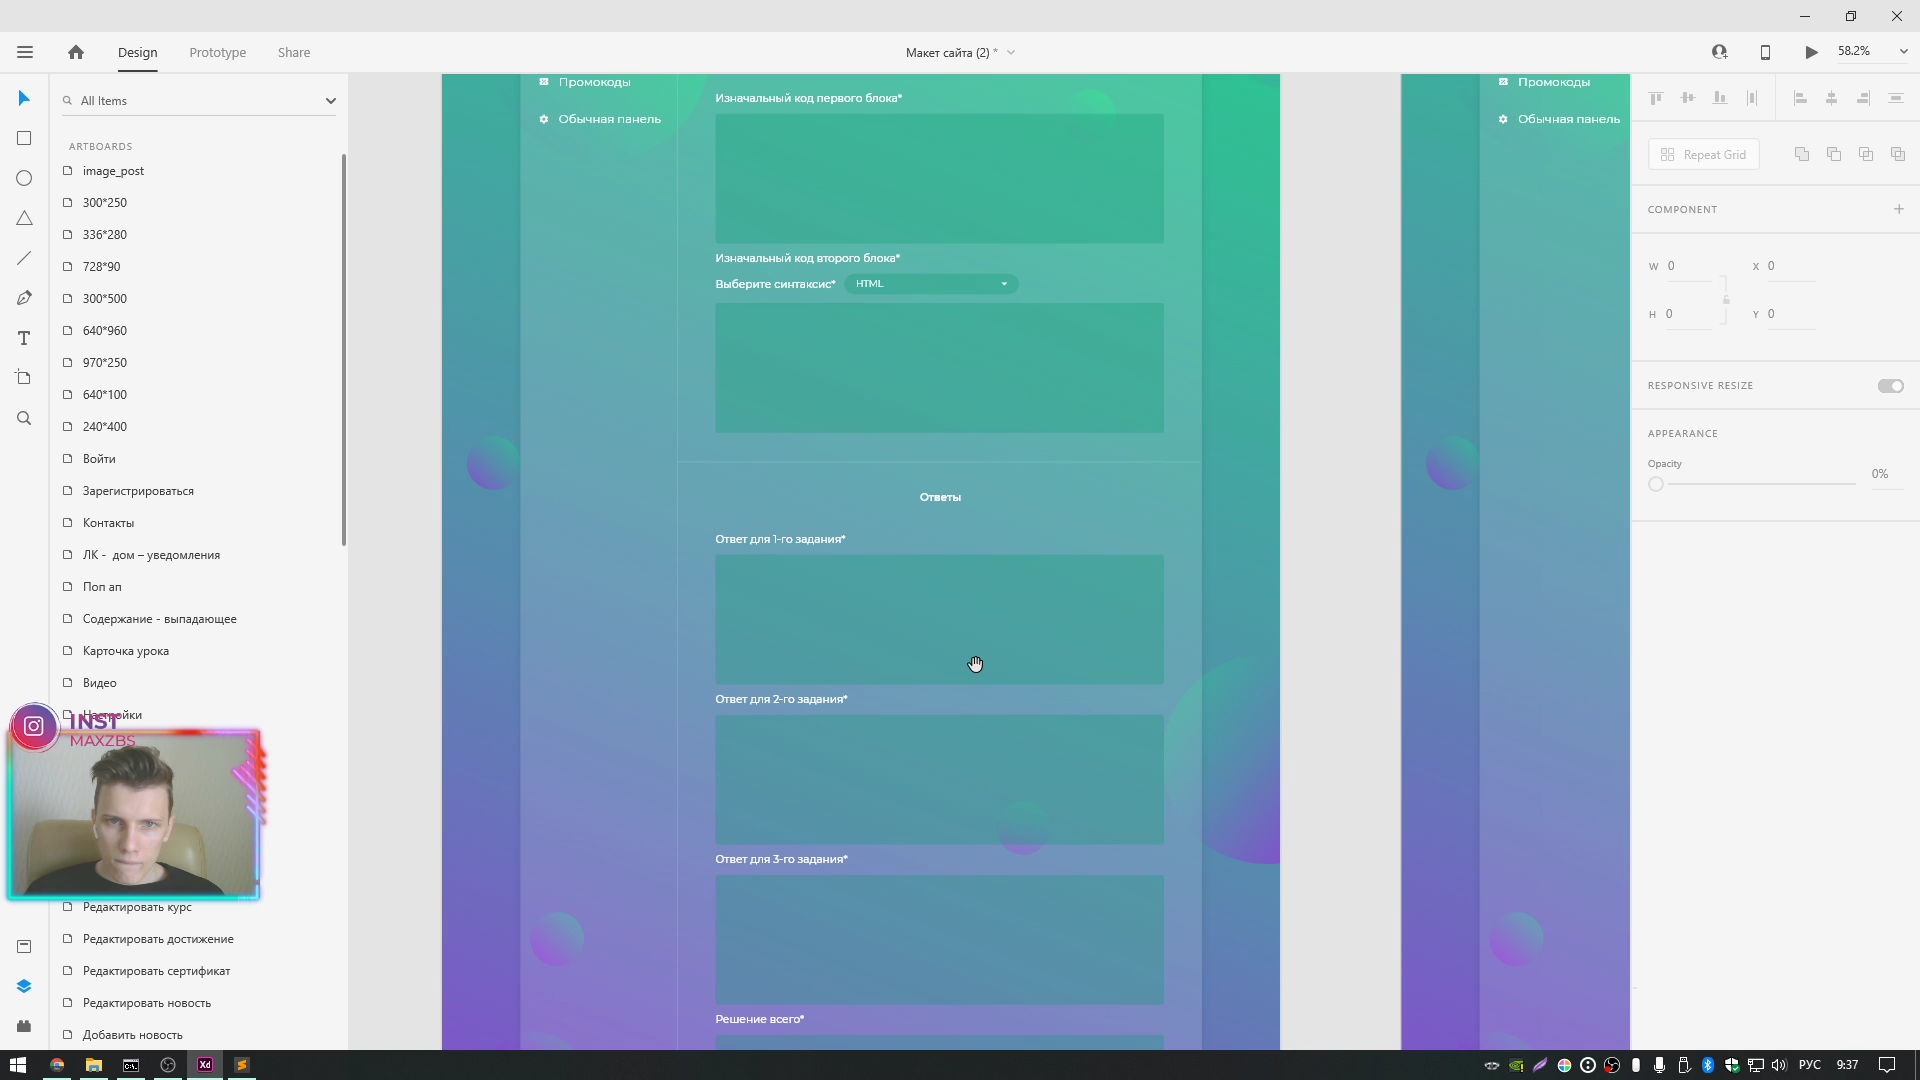 Design
Prototype
Share
Макет сайта (2) *
58.2%
All Items
ARTBOARDS
image_post
300*250
336*280
728*90
300*500
640*960
970*250
640*100
240*400
Войти
Зарегистрироваться
Контакты
ЛК -  дом – уведомления
Поп ап
Содержание - выпадающее
Карточка урока
Видео
Настройки
INST
MAXZBS
Редактировать курс
Редактировать достижение
Редактировать сертификат
Редактировать новость
Добавить новость
Промокоды
Обычная панель
Изначальный код первого блока*
Изначальный код второго блока*
Выберите синтаксис*
HTML
Ответы
Ответ для 1-го задания*
Ответ для 2-го задания*
Ответ для 3-го задания*
Решение всего*
Промокоды
Обычная панель
Repeat Grid
COMPONENT
W 0
X 0
H 0
Y 0
RESPONSIVE RESIZE
APPEARANCE
Opacity
0%
Xd
РУС
9:37